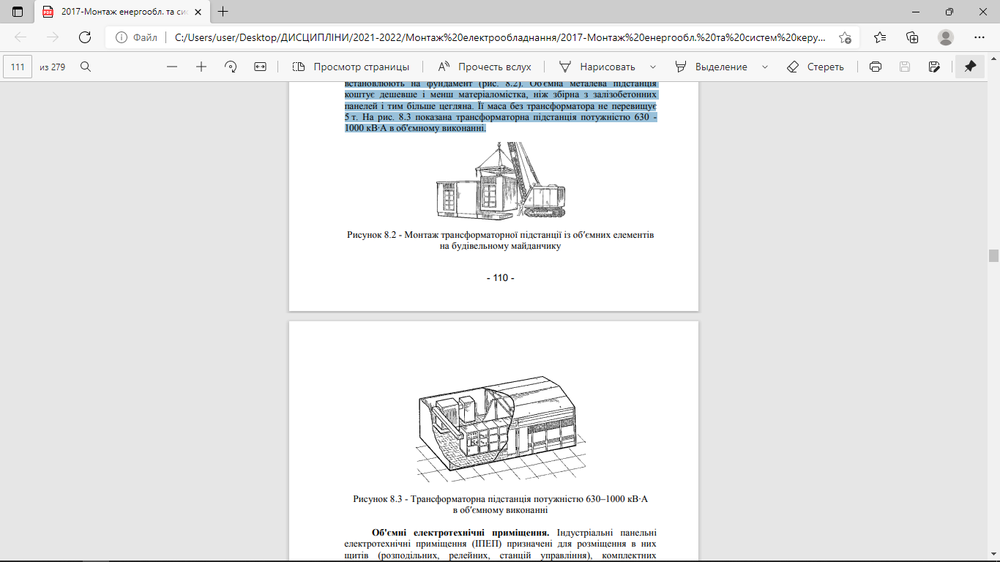 2017-Монтаж енергообл. та сис
Файл
C:/Users/user/Desktop/ДИСЦИПЛІНИ/2021-2022/Монтаж%20електрообладнання/2017-Монтаж%20енергообл.%20та%20систем%20керу...
111 из 279
Просмотр страницы
Прочесть вслух
Нарисовать
Выделение
Стереть
встановлюють на фундамент (рис. 8.2). Об'ємна металева підстанція
коштує дешевше і менш матеріаломістка, ніж збірна з залізобетонних
панелей і тим більше цегляна. Її маса без трансформатора не перевищує
5 т. На рис. 8.3 показана трансформаторна підстанція потужністю 630 -
1000 кВ·А в об'ємному виконанні.
Рисунок 8.2 - Монтаж трансформаторної підстанції із об'ємних елементів
на будівельному майданчику
- 110 -
Рисунок 8.3 - Трансформаторна підстанція потужністю 630–1000 кВ·А
в об'ємному виконанні
Об'ємні електротехнічні приміщення. Індустріальні панельні
електротехнічні приміщення (ІПЕП) призначені для розміщення в них
щитів (розподільних, релейних, станцій управління), комплектних